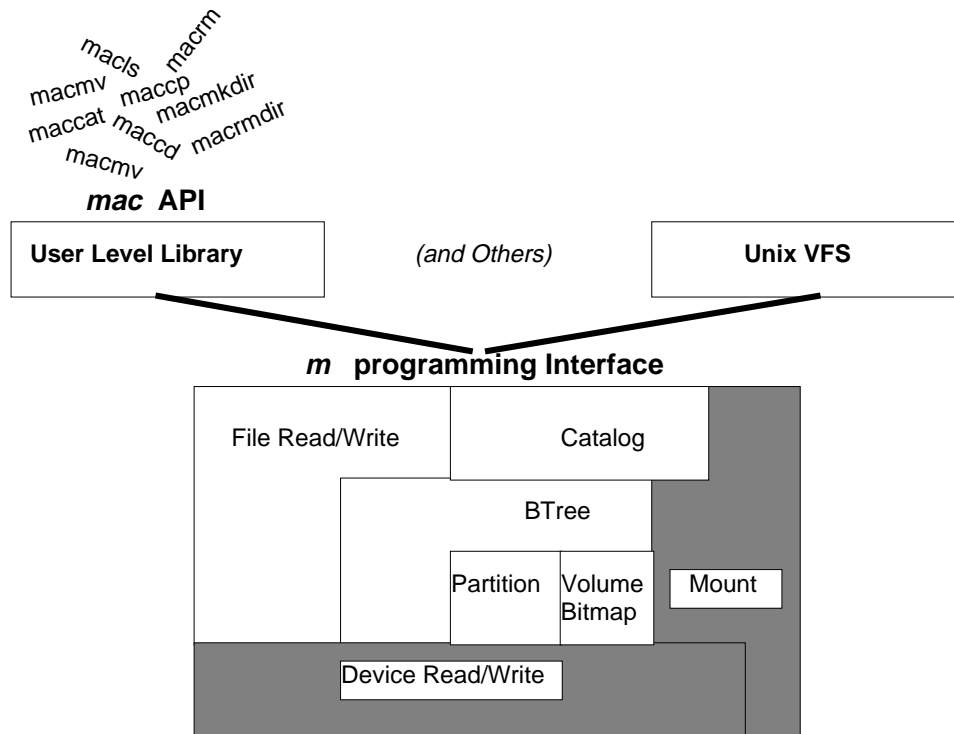 macrm
macls
macmv
maccp
macmkdir
maccat
maccd
macrmdir
macmv
mac API
User Level Library
(and Others)
Unix VFS
m programming Interface
File Read/Write
Catalog
BTree
Partition
Volume
Bitmap
Mount
Device Read/Write